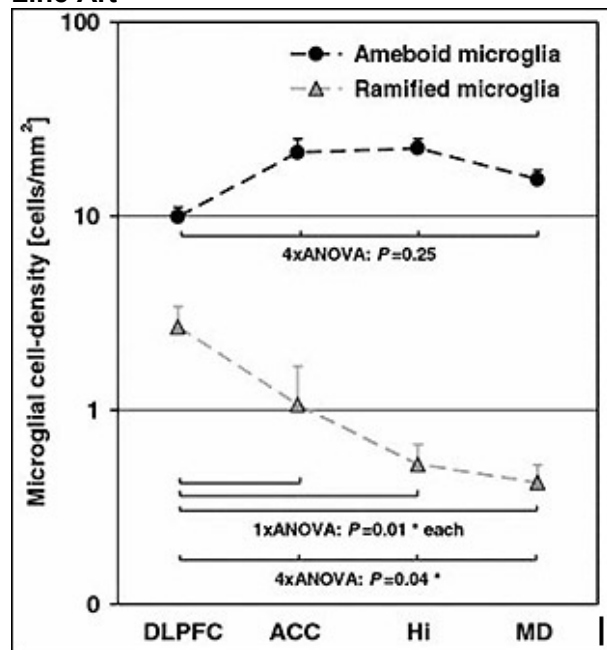 100
Ameboid microglia
Ramified microglia
Microglial cell-density [cells/mm²]
10
4xANOVA: P=0.25
1
1xANOVA: P=0.01 * each
4xANOVA: P=0.04 *
0
DLPFC ACC Hi MD